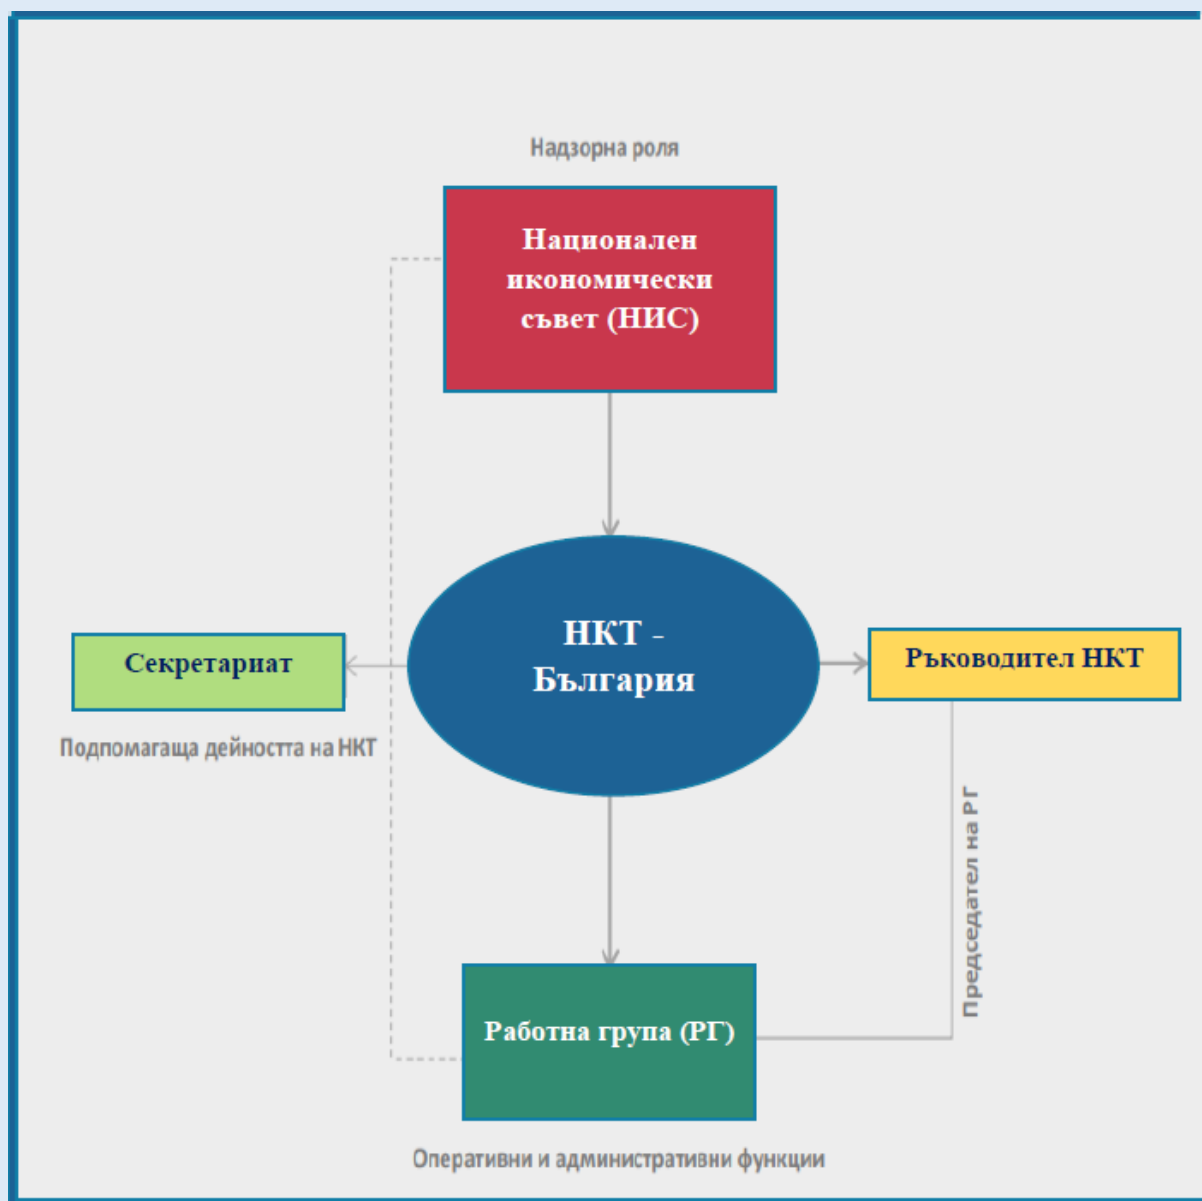 Надзорна роля
Национален
икономически
съвет (НИС)
НКТ -
България
Секретариат
Ръководител НКТ
Подпомагаща дейността на НКТ
Председател на РГ
Работна група (РГ)
Оперативни и административни функции